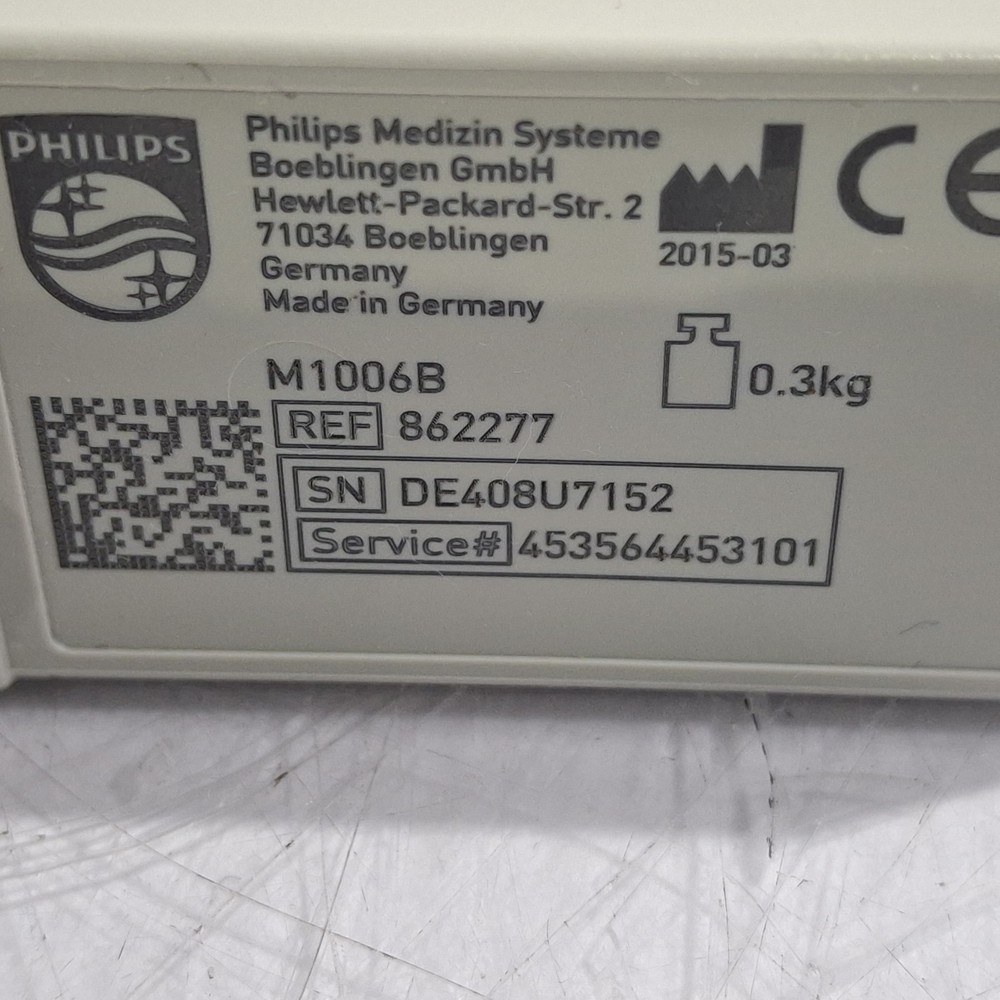 PHILIPS
Philips Medizin Systeme
Boeblingen GmbH
Hewlett-Packard-Str. 2
71034 Boeblingen
Germany
Made in Germany
2015-03
CE
0.3kg
M1006B
REF 862277
SN DE408U7152
Service# 453564453101